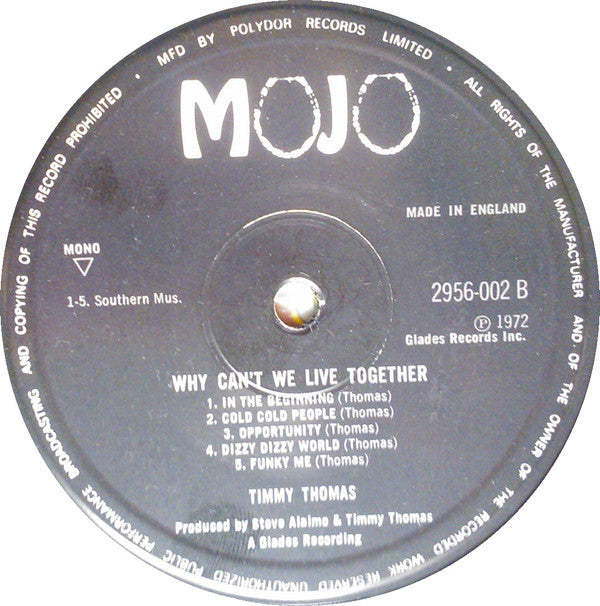 MFD BY POLYDOR RECORDS LIMITED • ALL RIGHTS OF THE MANUFACTURER AND OF THE OWNER OF THE RECORDED WORK RESERVED UNAUTHORIZED PUBLIC PERFORMANCE BROADCASTING AND COPYING OF THIS RECORD PROHIBITED •
MOJO
MADE IN ENGLAND
MONO
1-5. Southern Mus.
2956-002 B
Ⓟ 1972
Glades Records Inc.
WHY CAN'T WE LIVE TOGETHER
1. IN THE BEGINNING (Thomas)
2. COLD COLD PEOPLE (Thomas)
3. OPPORTUNITY (Thomas)
4. DIZZY DIZZY WORLD (Thomas)
5. FUNKY ME (Thomas)
TIMMY THOMAS
Produced by Steve Alaimo & Timmy Thomas
A Glades Recording